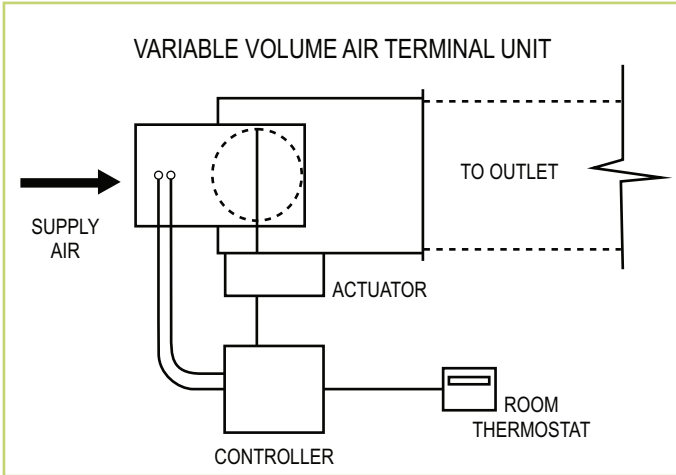 VARIABLE VOLUME AIR TERMINAL UNIT
TO OUTLET
SUPPLY
AIR
ACTUATOR
ROOM
THERMOSTAT
CONTROLLER